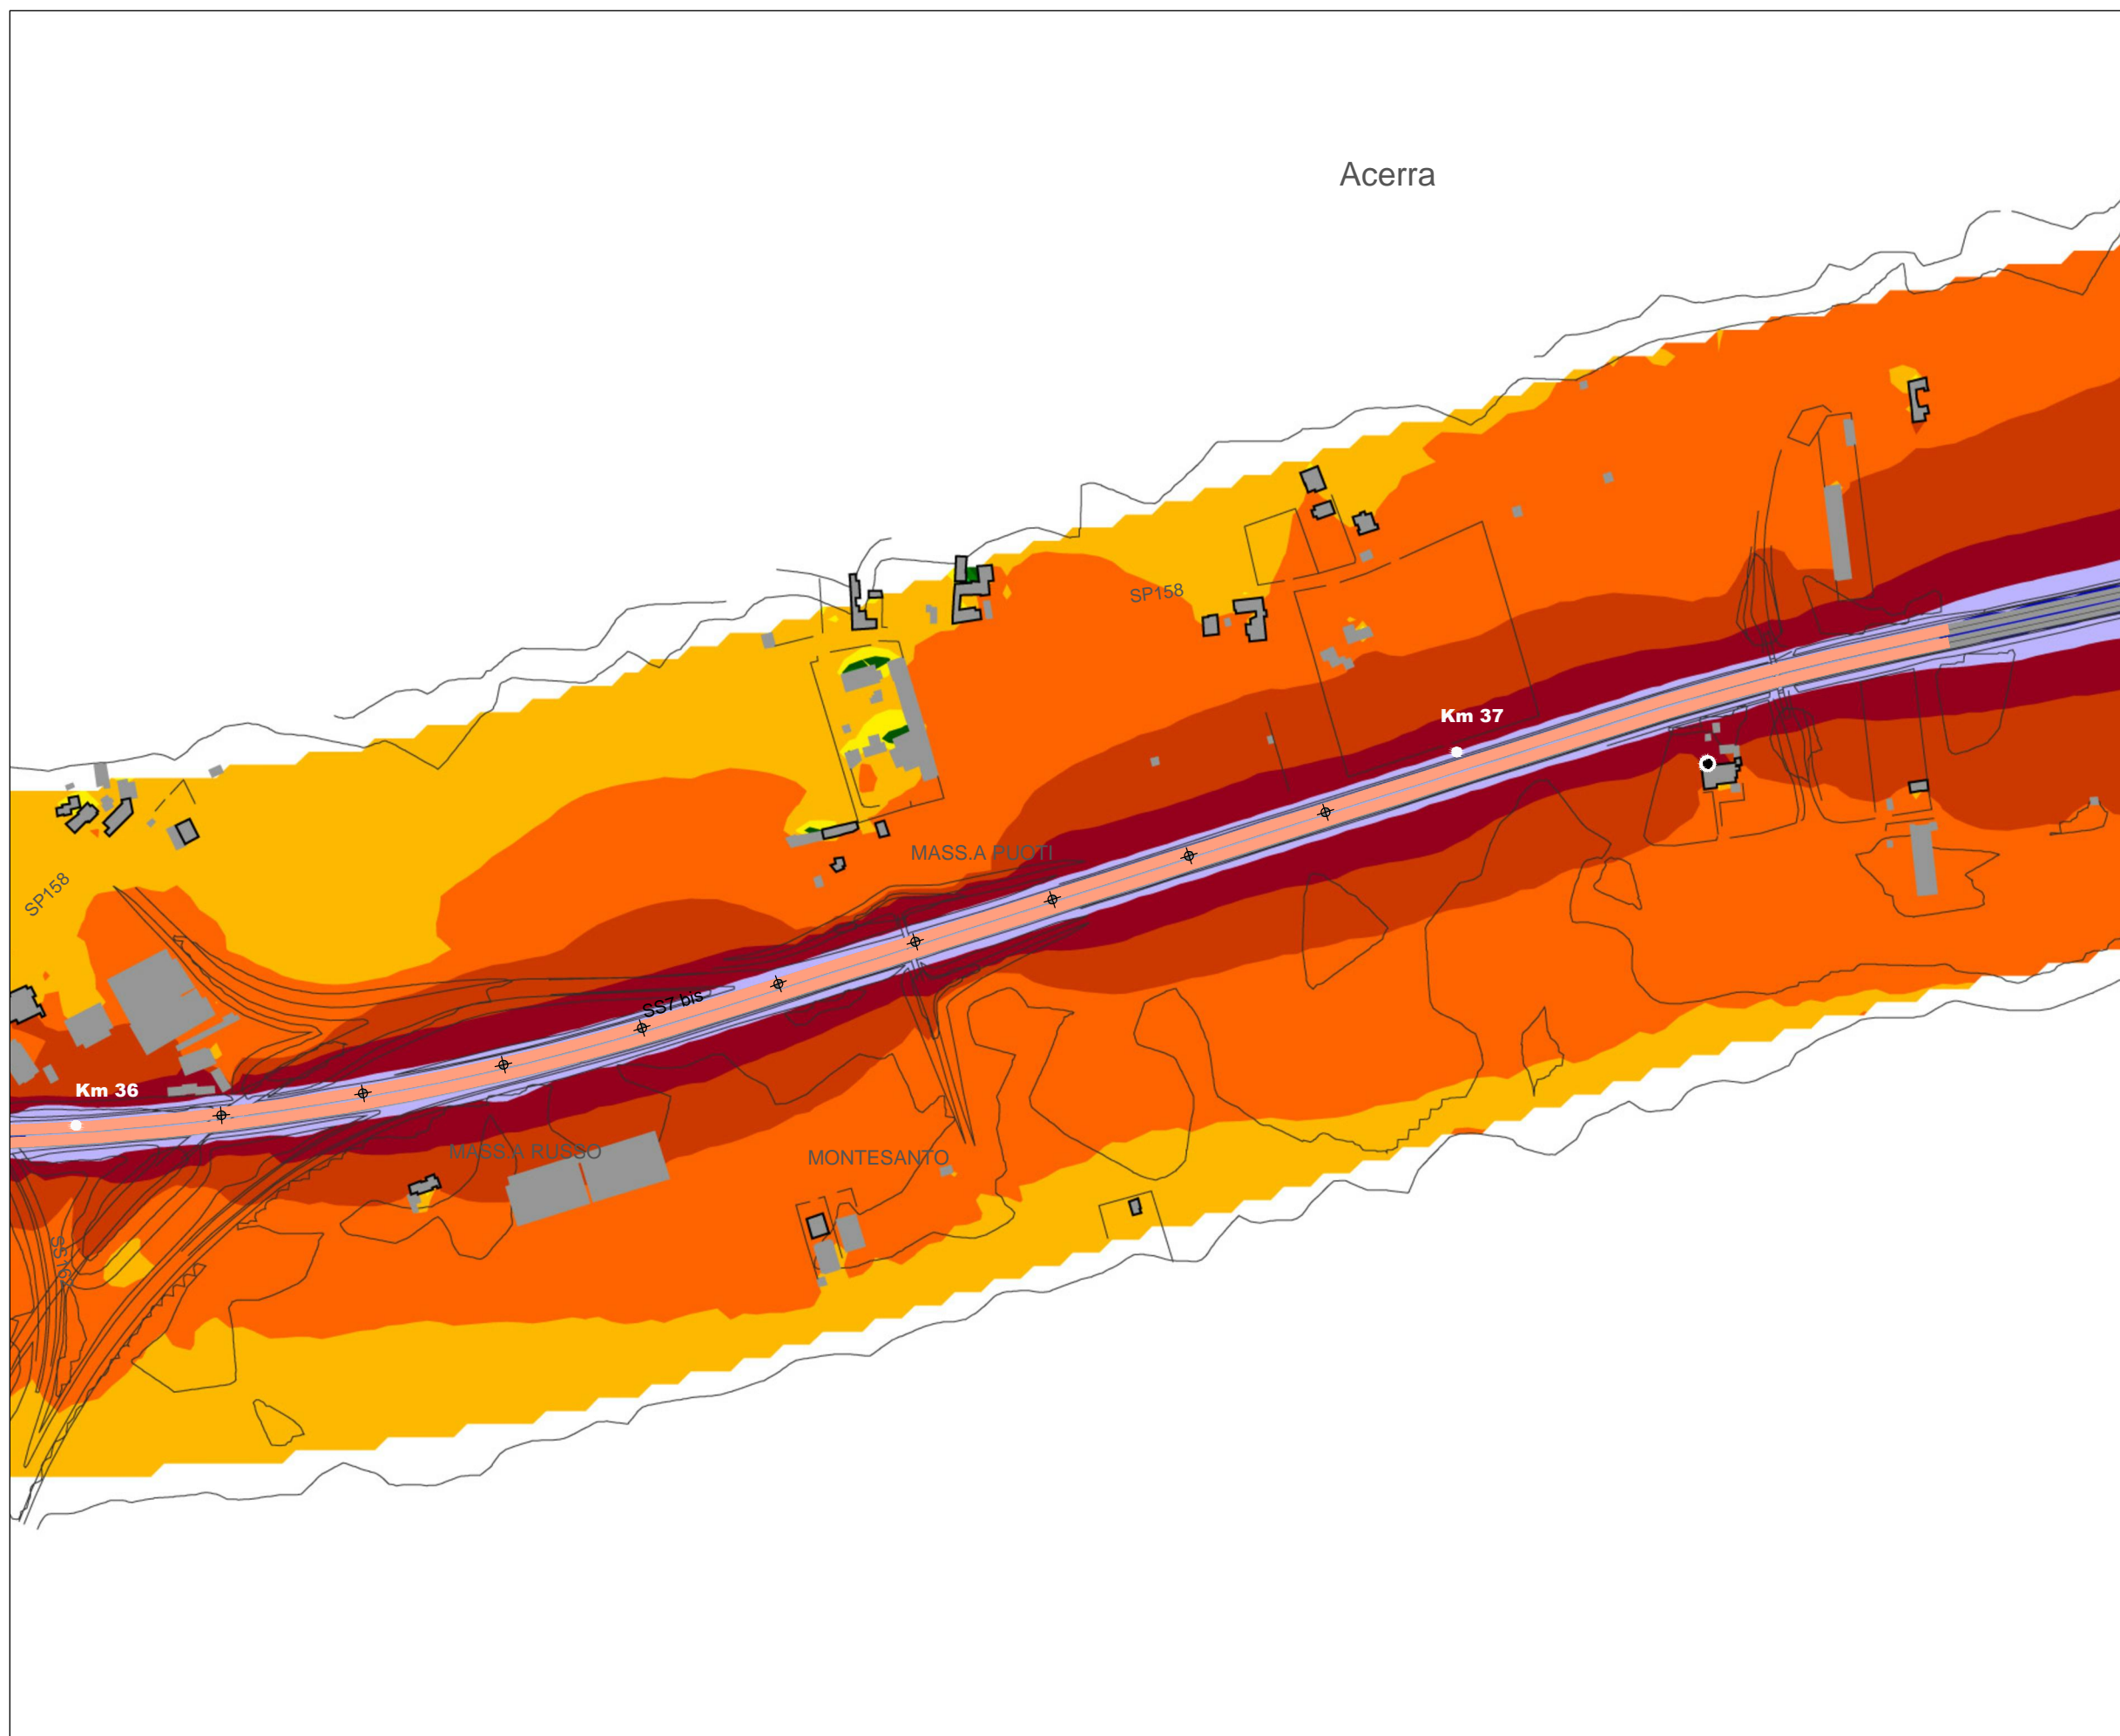 Acerra
SP158
Km 37
MASS.A PUOTI
SP158
SS7 bis
Km 36
MASS.A RUSSO
MONTESANTO